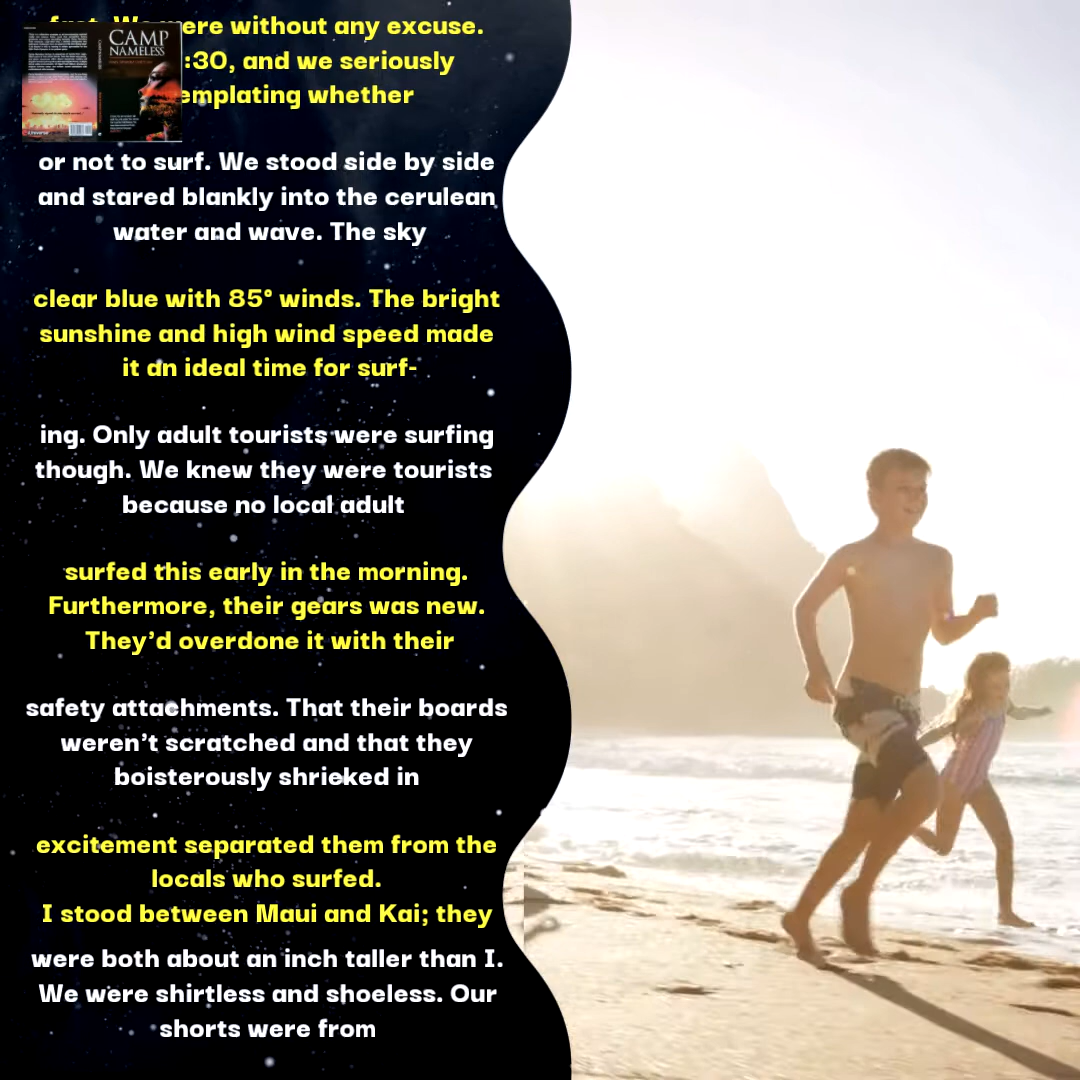 fast. We were without any excuse.
:30, and we seriously
emplating whether
CAMP
NAMELESS
iUniverse
or not to surf. We stood side by side
and stared blankly into the cerulean
water and wave. The sky
clear blue with 85° winds. The bright
sunshine and high wind speed made
it an ideal time for surf-
ing. Only adult tourists were surfing
though. We knew they were tourists
because no local adult
surfed this early in the morning.
Furthermore, their gears was new.
They’d overdone it with their
safety attachments. That their boards
weren’t scratched and that they
boisterously shrieked in
excitement separated them from the
locals who surfed.
I stood between Maui and Kai; they
were both about an inch taller than I.
We were shirtless and shoeless. Our
shorts were from